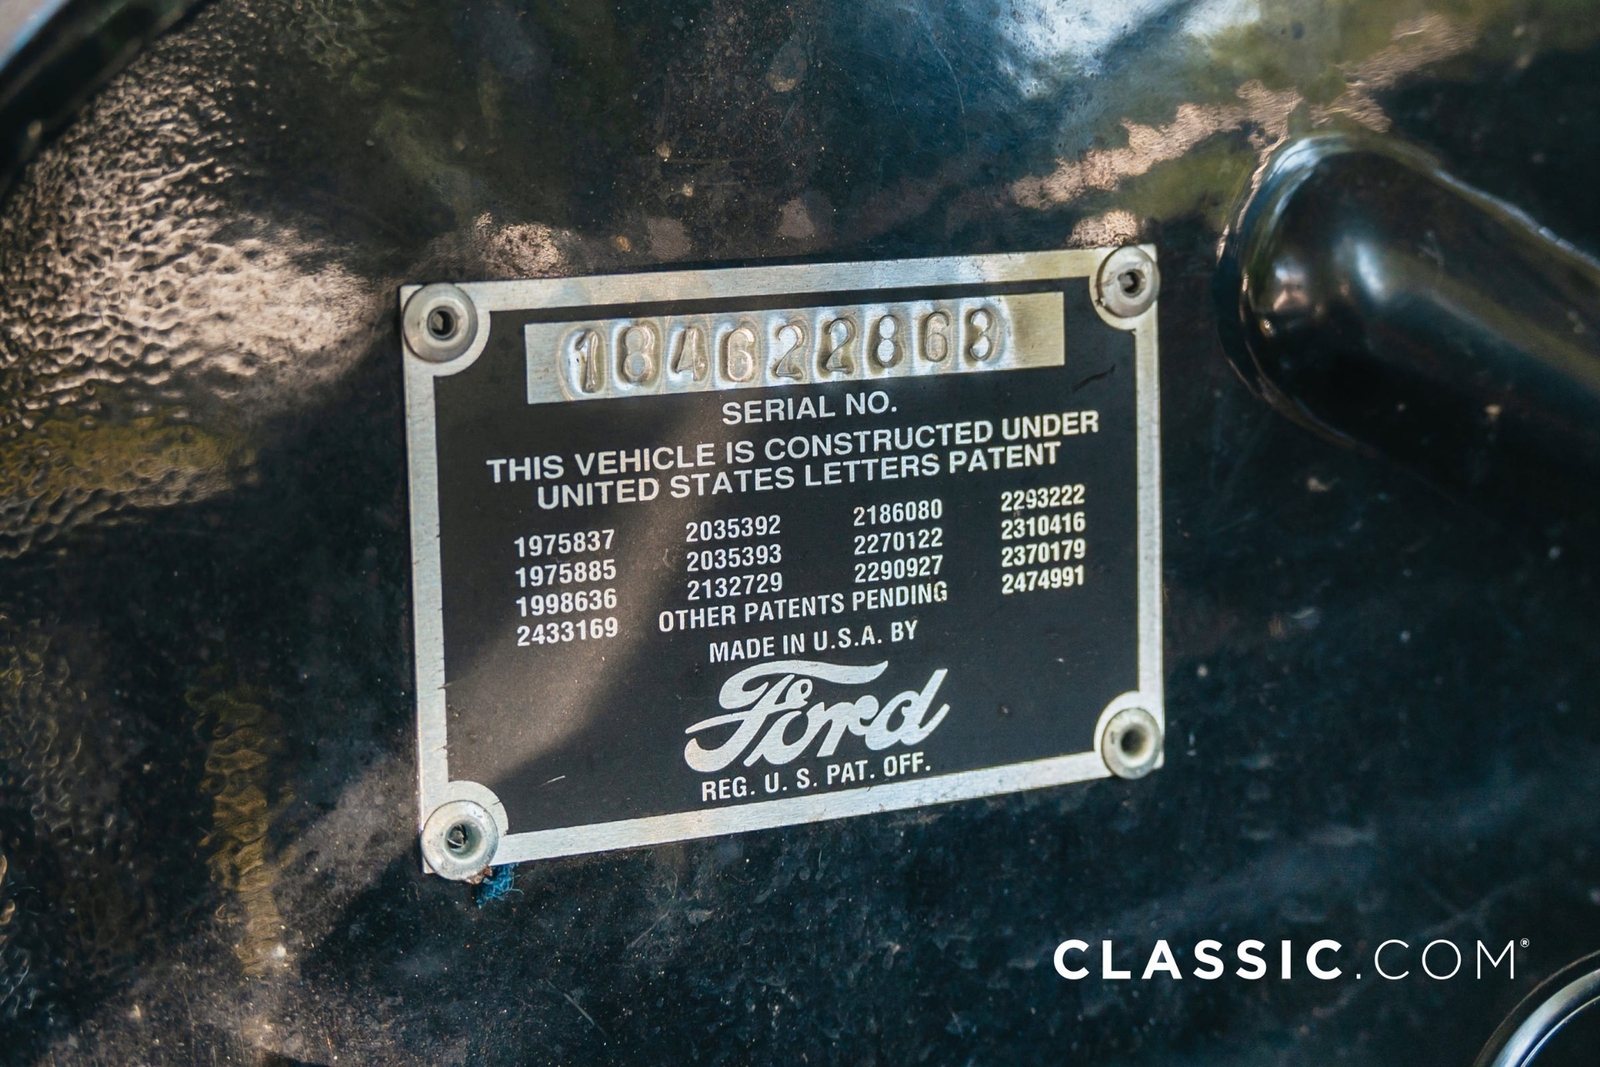 184622863
SERIAL NO.
THIS VEHICLE IS CONSTRUCTED UNDER
UNITED STATES LETTERS PATENT
1975837 2035392 2186080 2293222
1975885 2035393 2270122 2310416
1998636 2132729 2290927 2370179
2433169 OTHER PATENTS PENDING 2474991
MADE IN U.S.A. BY
Ford
REG. U. S. PAT. OFF.
CLASSIC.COM®